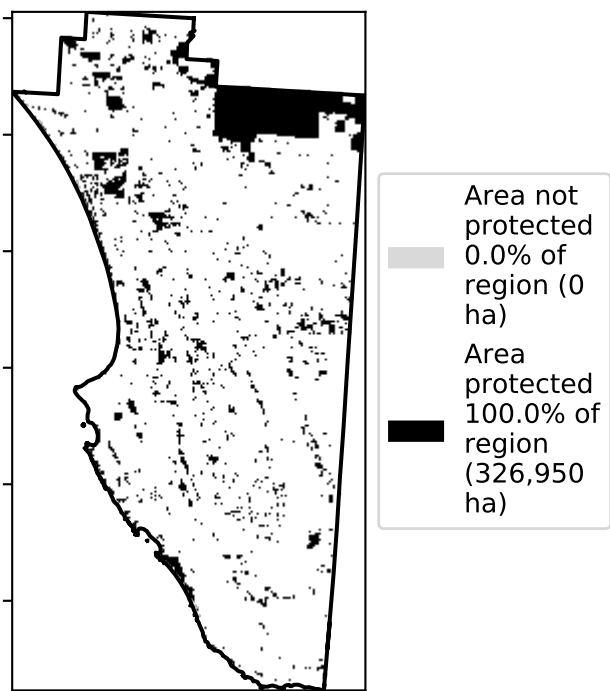 Area not
protected
0.0% of
region (0
ha)
Area
protected
100.0% of
region
(326,950
ha)